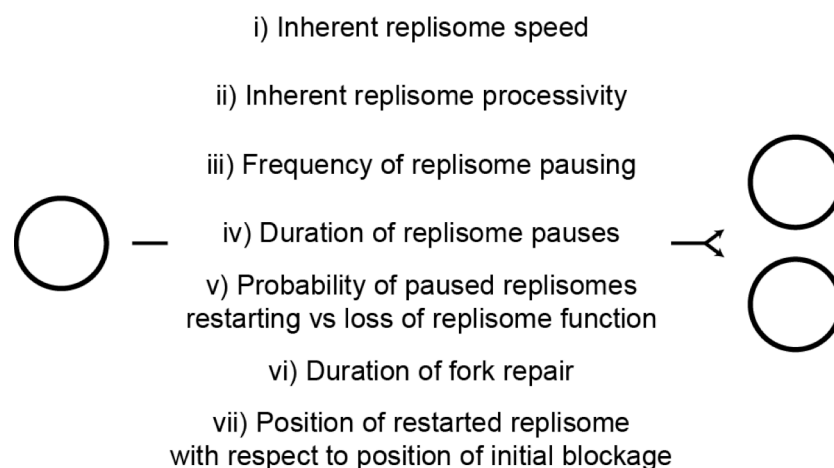 i) Inherent replisome speed
ii) Inherent replisome processivity
iii) Frequency of replisome pausing
iv) Duration of replisome pauses
v) Probability of paused replisomes
restarting vs loss of replisome function
vi) Duration of fork repair
vii) Position of restarted replisome
with respect to position of initial blockage